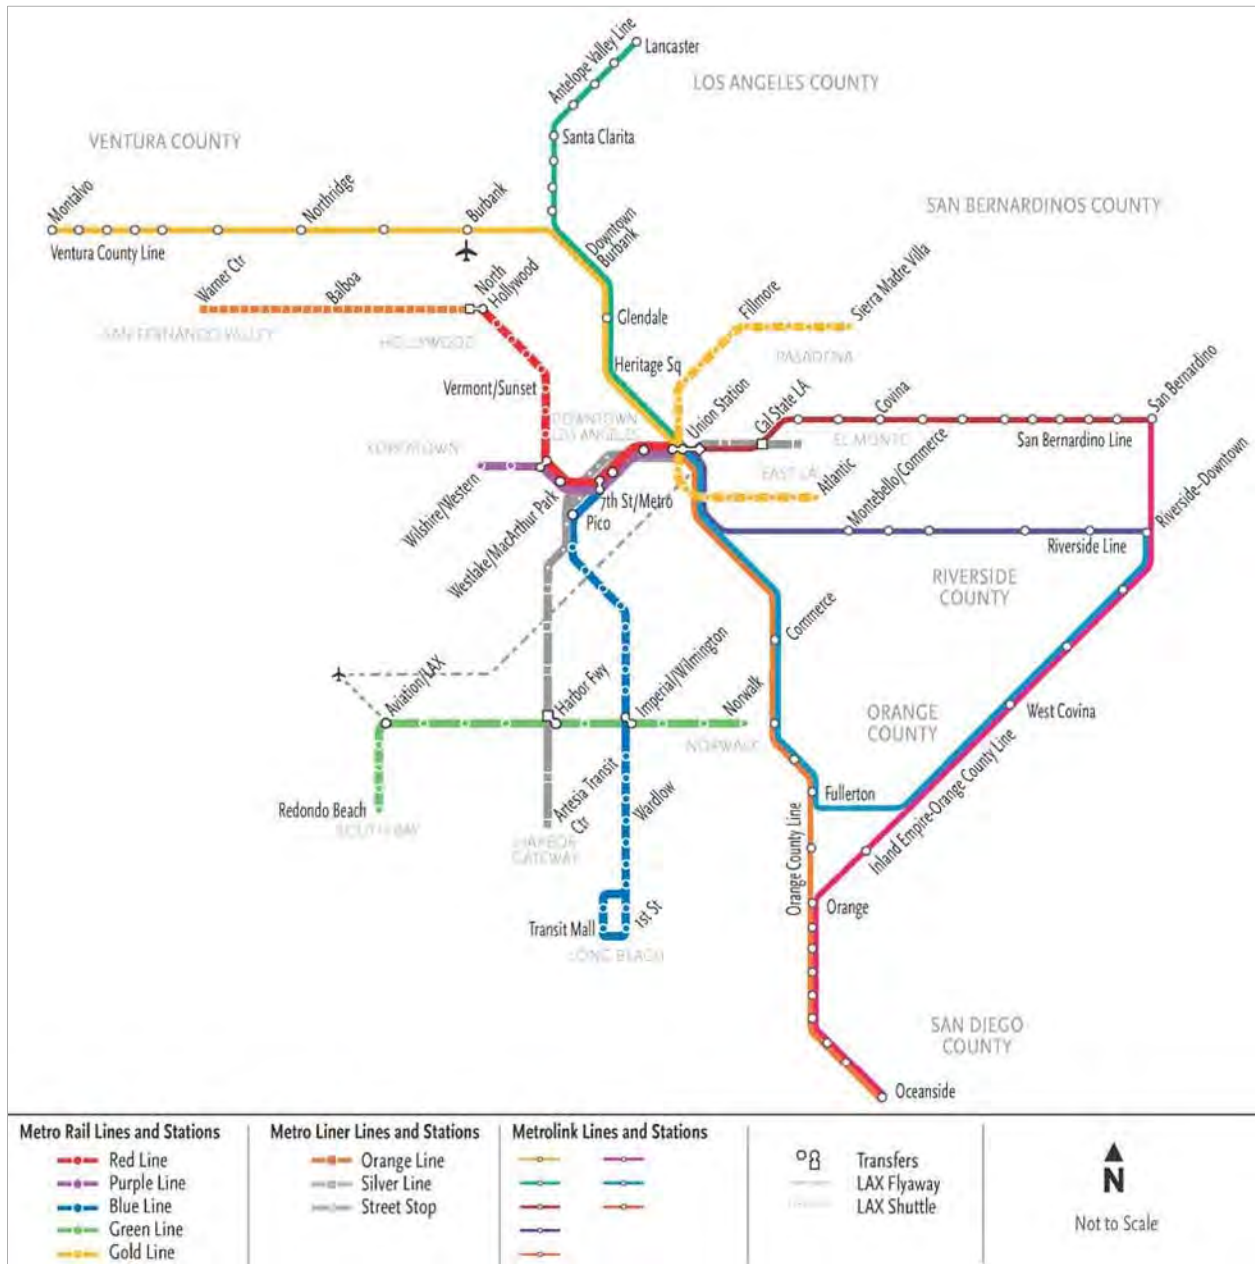 Lancaster
Antelope Valley Line
LOS ANGELES COUNTY
Santa Clarita
VENTURA COUNTY
SAN BERNARDINOS COUNTY
Montalvo
Northridge
Burbank
Ventura County Line
Downtown
Burbank
Warner Ctr
Balboa
North
Hollywood
SAN FERNANDO VALLEY
HOLLYWOOD
Glendale
Fillmore
Sierra Madre Villa
PASADENA
Heritage Sq
Vermont/Sunset
DOWNTOWN
LOS ANGELES
Union Station
Cal State LA
Covina
San Bernardino
EL MONTE
San Bernardino Line
KOREATOWN
EAST LA
Atlantic
Montebello/Commerce
Riverside–Downtown
Wilshire/Western
Westlake/MacArthur Park
7th St/Metro
Pico
Riverside Line
RIVERSIDE
COUNTY
Commerce
Aviation/LAX
Harbor Fwy
Imperial/Wilmington
Norwalk
NORWALK
ORANGE
COUNTY
West Covina
Redondo Beach
SOUTH BAY
Artesia Transit
Ctr
HARBOR
GATEWAY
Wardlow
Fullerton
Orange County Line
Inland Empire-Orange County Line
Orange
Transit Mall
1st St
LONG BEACH
SAN DIEGO
COUNTY
Oceanside
Metro Rail Lines and Stations
Red Line
Purple Line
Blue Line
Green Line
Gold Line
Metro Liner Lines and Stations
Orange Line
Silver Line
Street Stop
Metrolink Lines and Stations
Transfers
LAX Flyaway
LAX Shuttle
N
Not to Scale